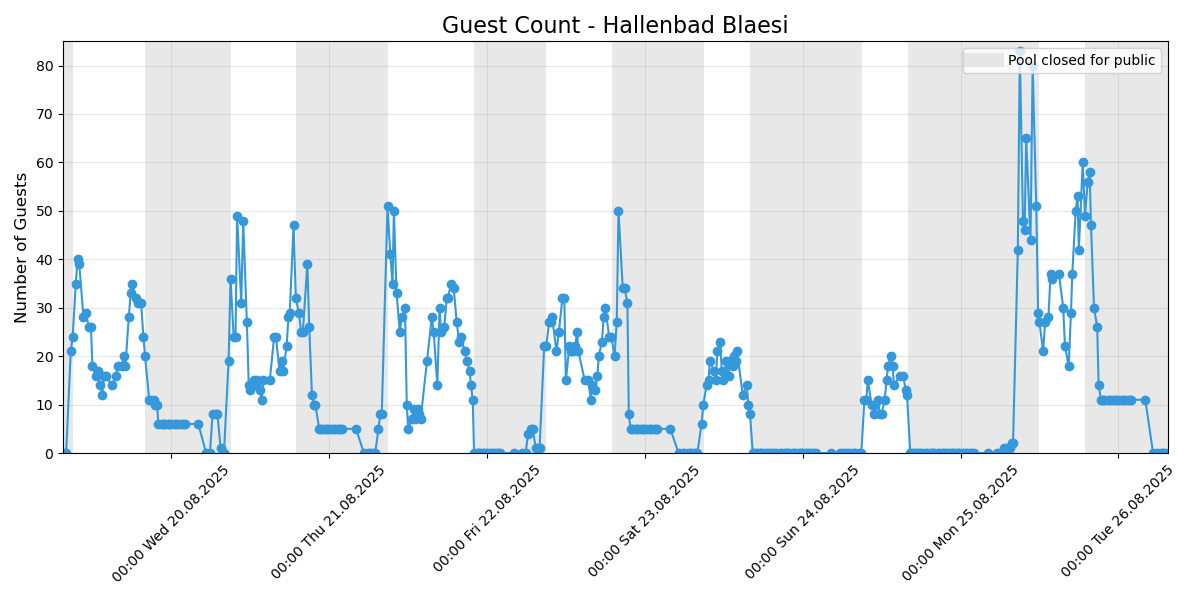 Guest Count - Hallenbad Blaesi
Pool closed for public
Number of Guests
80
70
60
50
40
30
20
10
0
00:00 Wed 20.08.2025
00:00 Thu 21.08.2025
00:00 Fri 22.08.2025
00:00 Sat 23.08.2025
00:00 Sun 24.08.2025
00:00 Mon 25.08.2025
00:00 Tue 26.08.2025